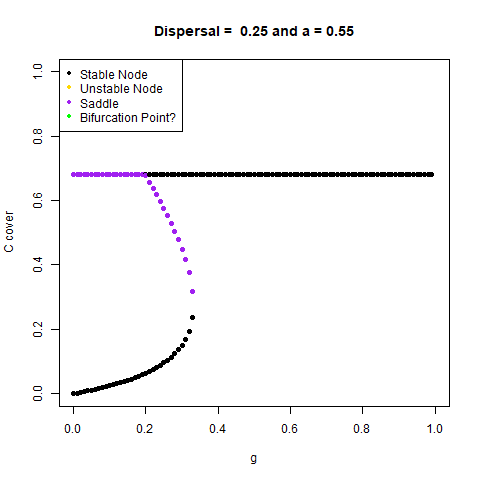 Dispersal =  0.25 and a = 0.55
Stable Node
Unstable Node
Saddle
Bifurcation Point?
C cover
1.0
0.8
0.6
0.4
0.2
0.0
0.0 0.2 0.4 0.6 0.8 1.0
g